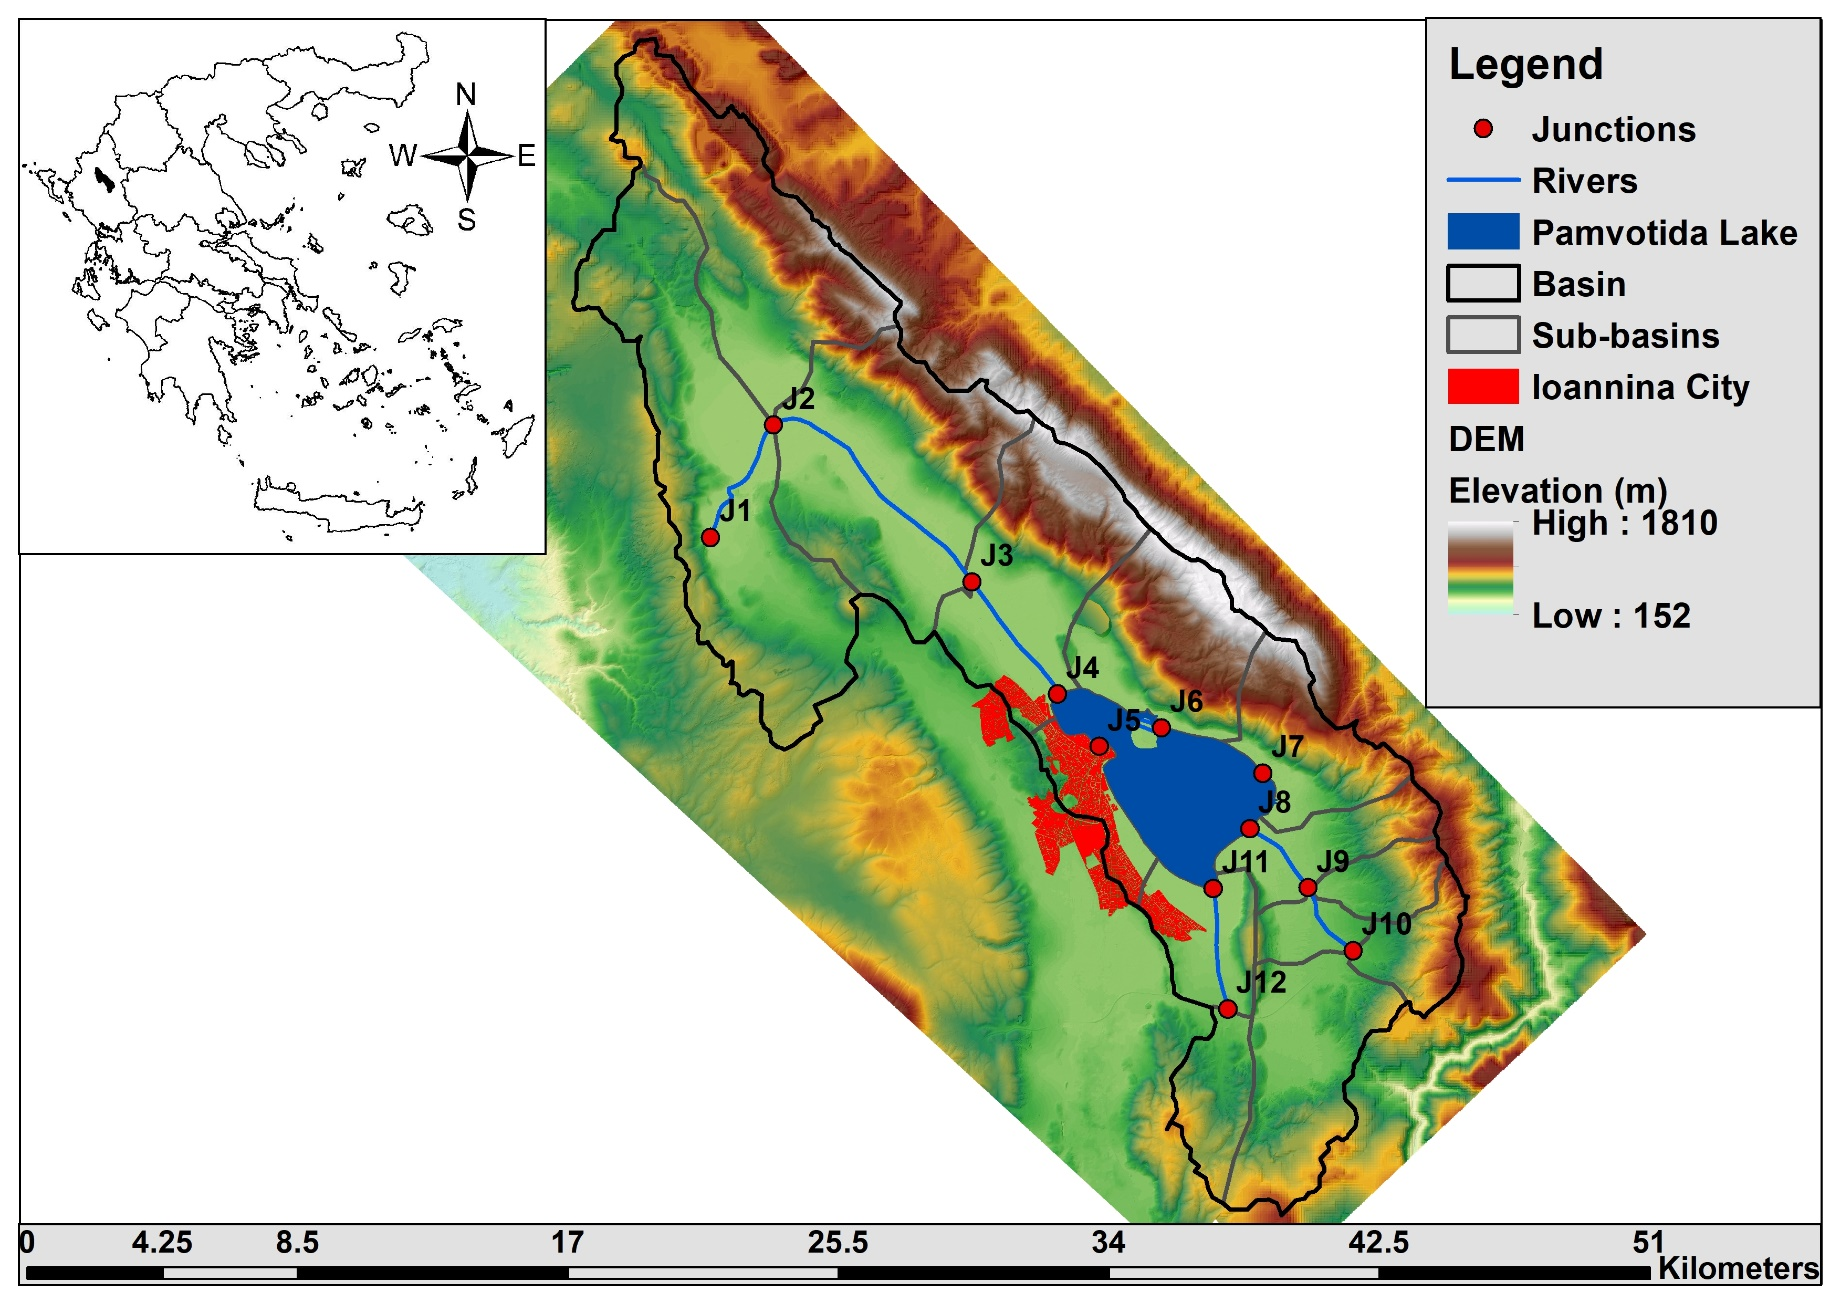 N
W E
S
Legend
Junctions
Rivers
Pamvotida Lake
Basin
Sub-basins
Ioannina City
DEM
Elevation (m)
High : 1810
Low : 152
J2
J1
J3
J4
J6
J5
J7
J8
J11
J9
J10
J12
0 4.25 8.5 17 25.5 34 42.5 51
Kilometers